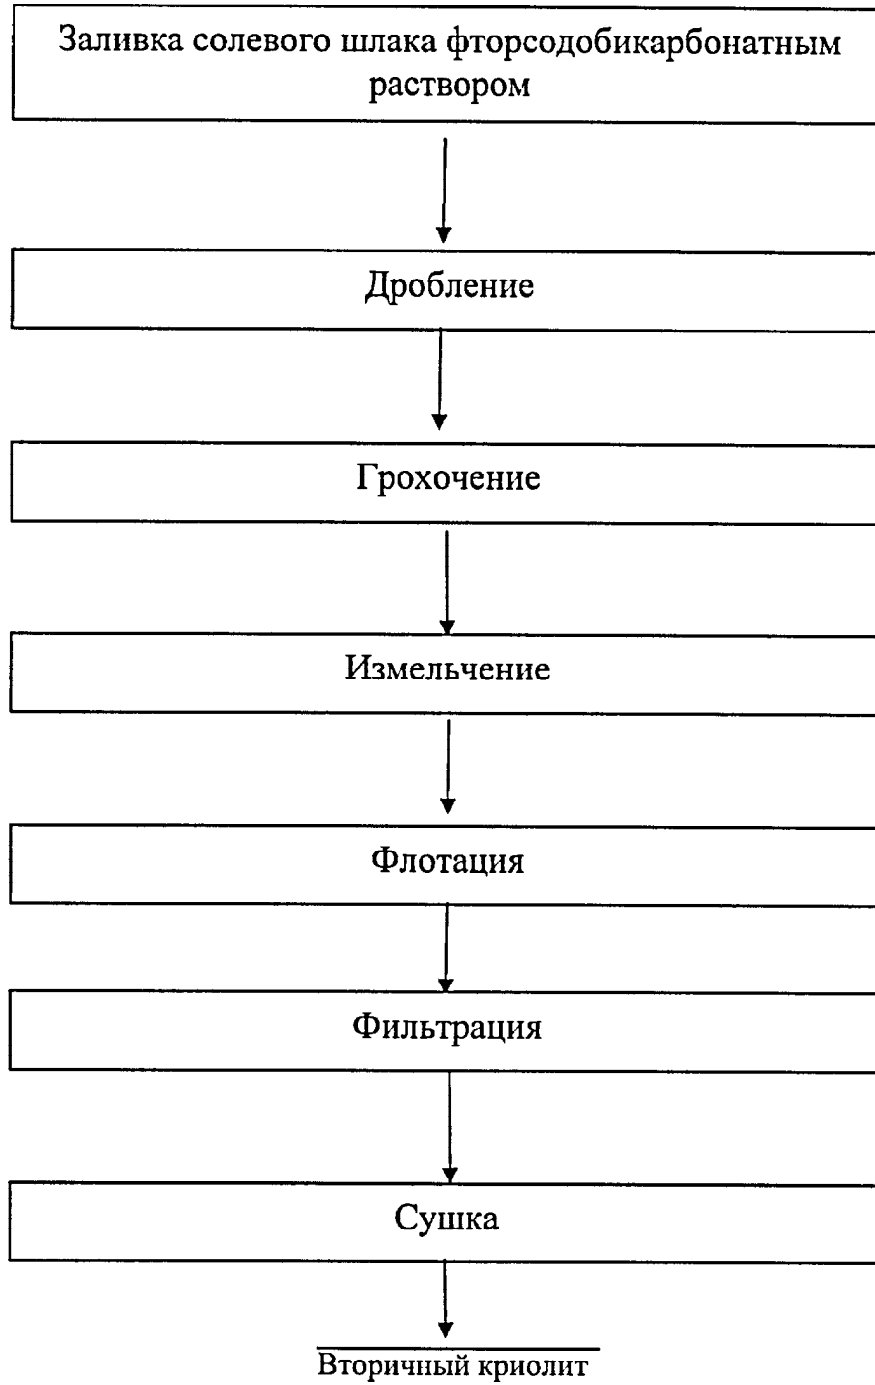 Заливка солевого шлака фторсодобикарбонатным
раствором
Дробление
Грохочение
Измельчение
Флотация
Фильтрация
Сушка
Вторичный криолит